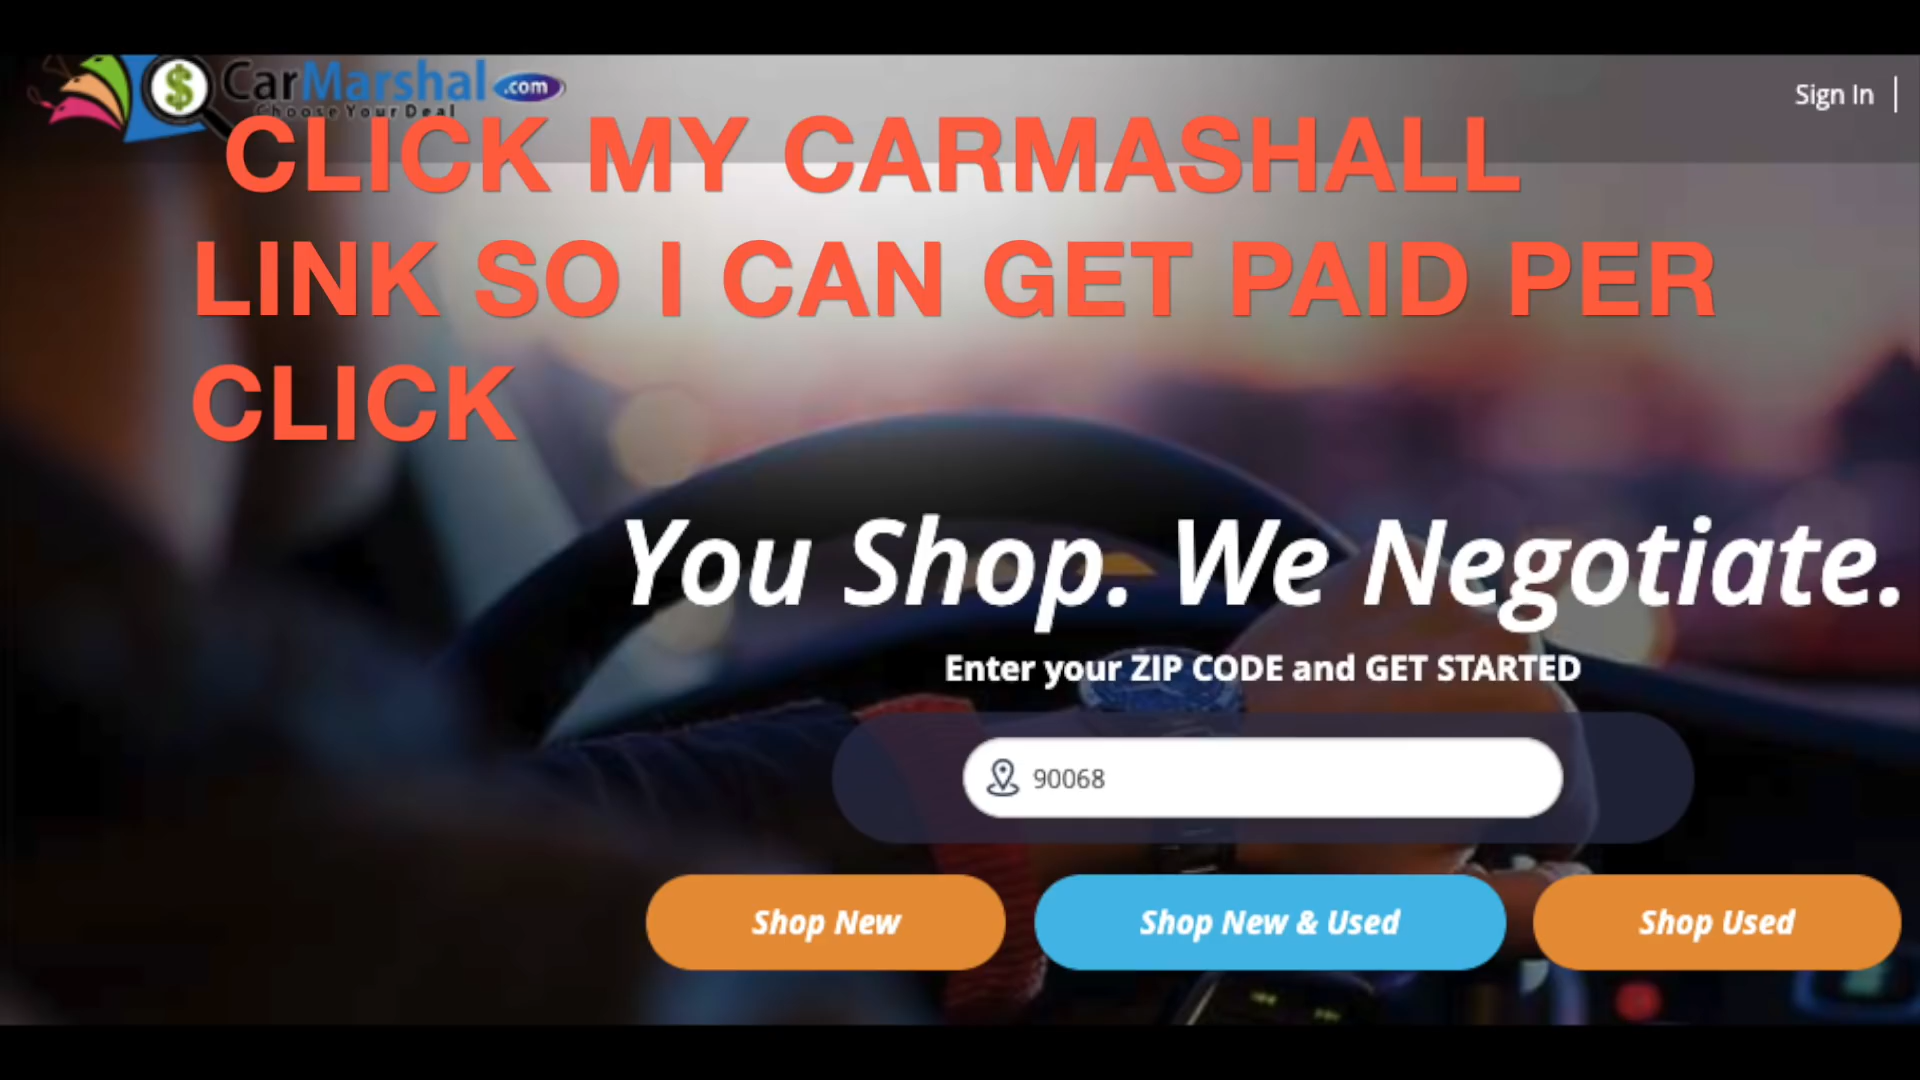 CarMarshal .com
Choose Your Deal
Sign In
CLICK MY CARMASHALL
LINK SO I CAN GET PAID PER
CLICK
You Shop. We Negotiate.
Enter your ZIP CODE and GET STARTED
90068
Shop New
Shop New & Used
Shop Used